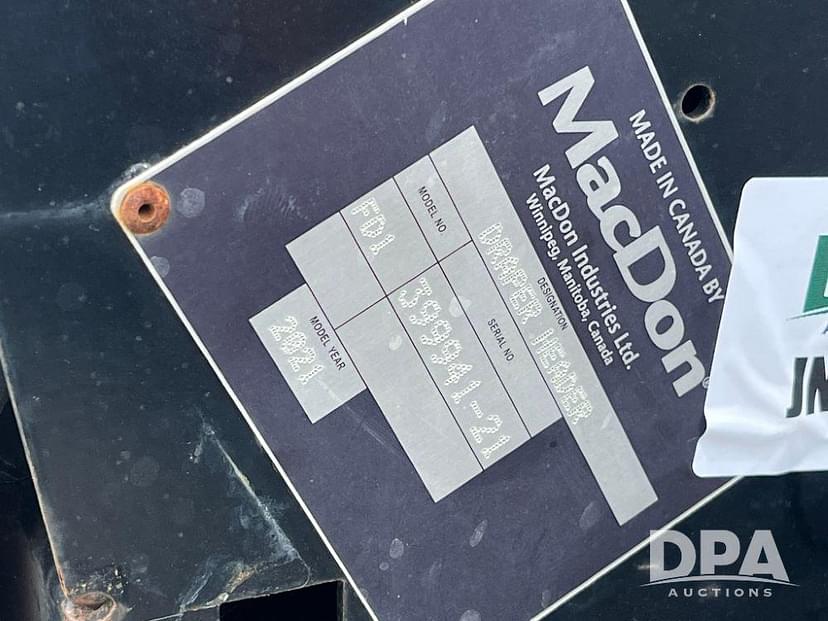 MADE IN CANADA BY
MacDon®
MacDon Industries Ltd.
Winnipeg, Manitoba, Canada
DESIGNATION
DRAPER HEADER
MODEL NO.
SERIAL NO.
FD1
399941-21
MODEL YEAR
2021
JM
DPA
AUCTIONS